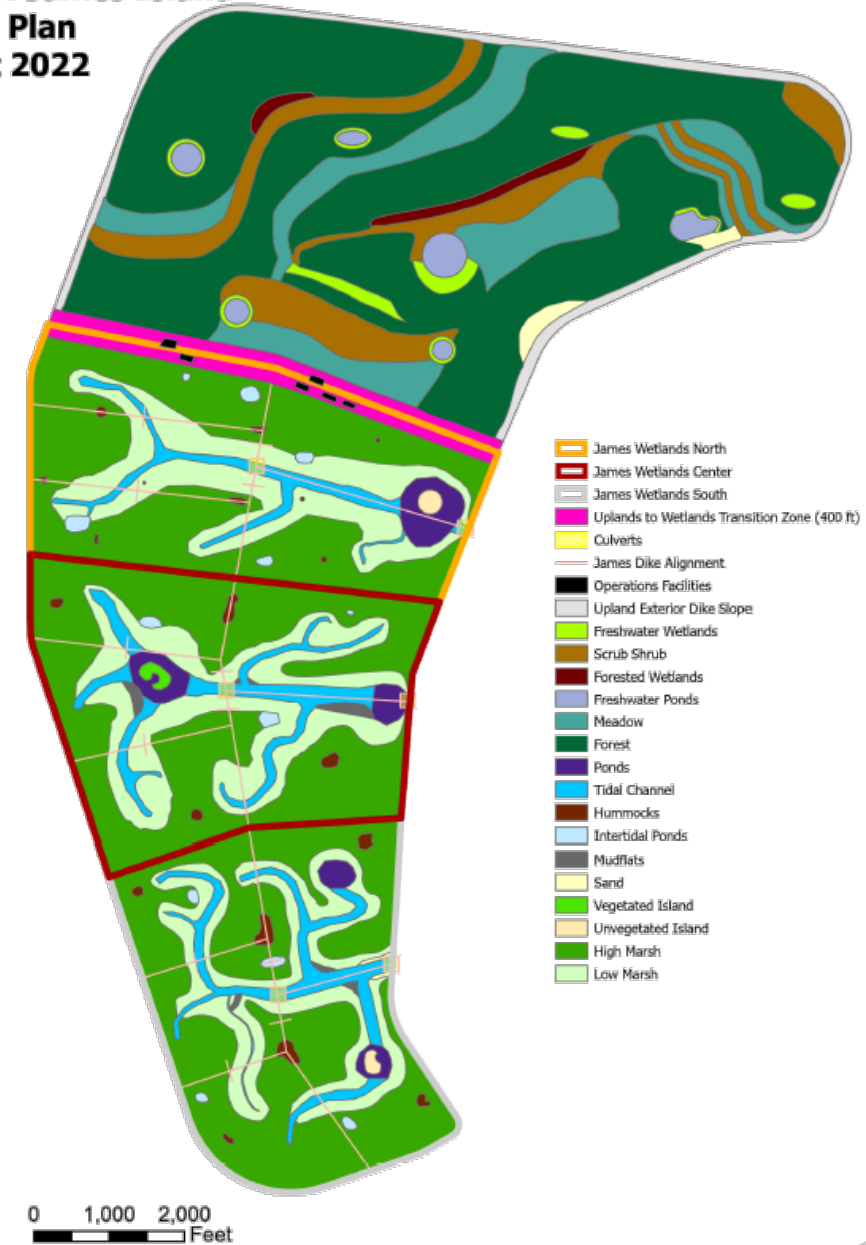 Plan
2022
James Wetlands North
James Wetlands Center
James Wetlands South
Uplands to Wetlands Transition Zone (400 ft)
Culverts
James Dike Alignment
Operations Facilities
Upland Exterior Dike Slope
Freshwater Wetlands
Scrub Shrub
Forested Wetlands
Freshwater Ponds
Meadow
Forest
Ponds
Tidal Channel
Hummocks
Intertidal Ponds
Mudflats
Sand
Vegetated Island
Unvegetated Island
High Marsh
Low Marsh
0 1,000 2,000
Feet